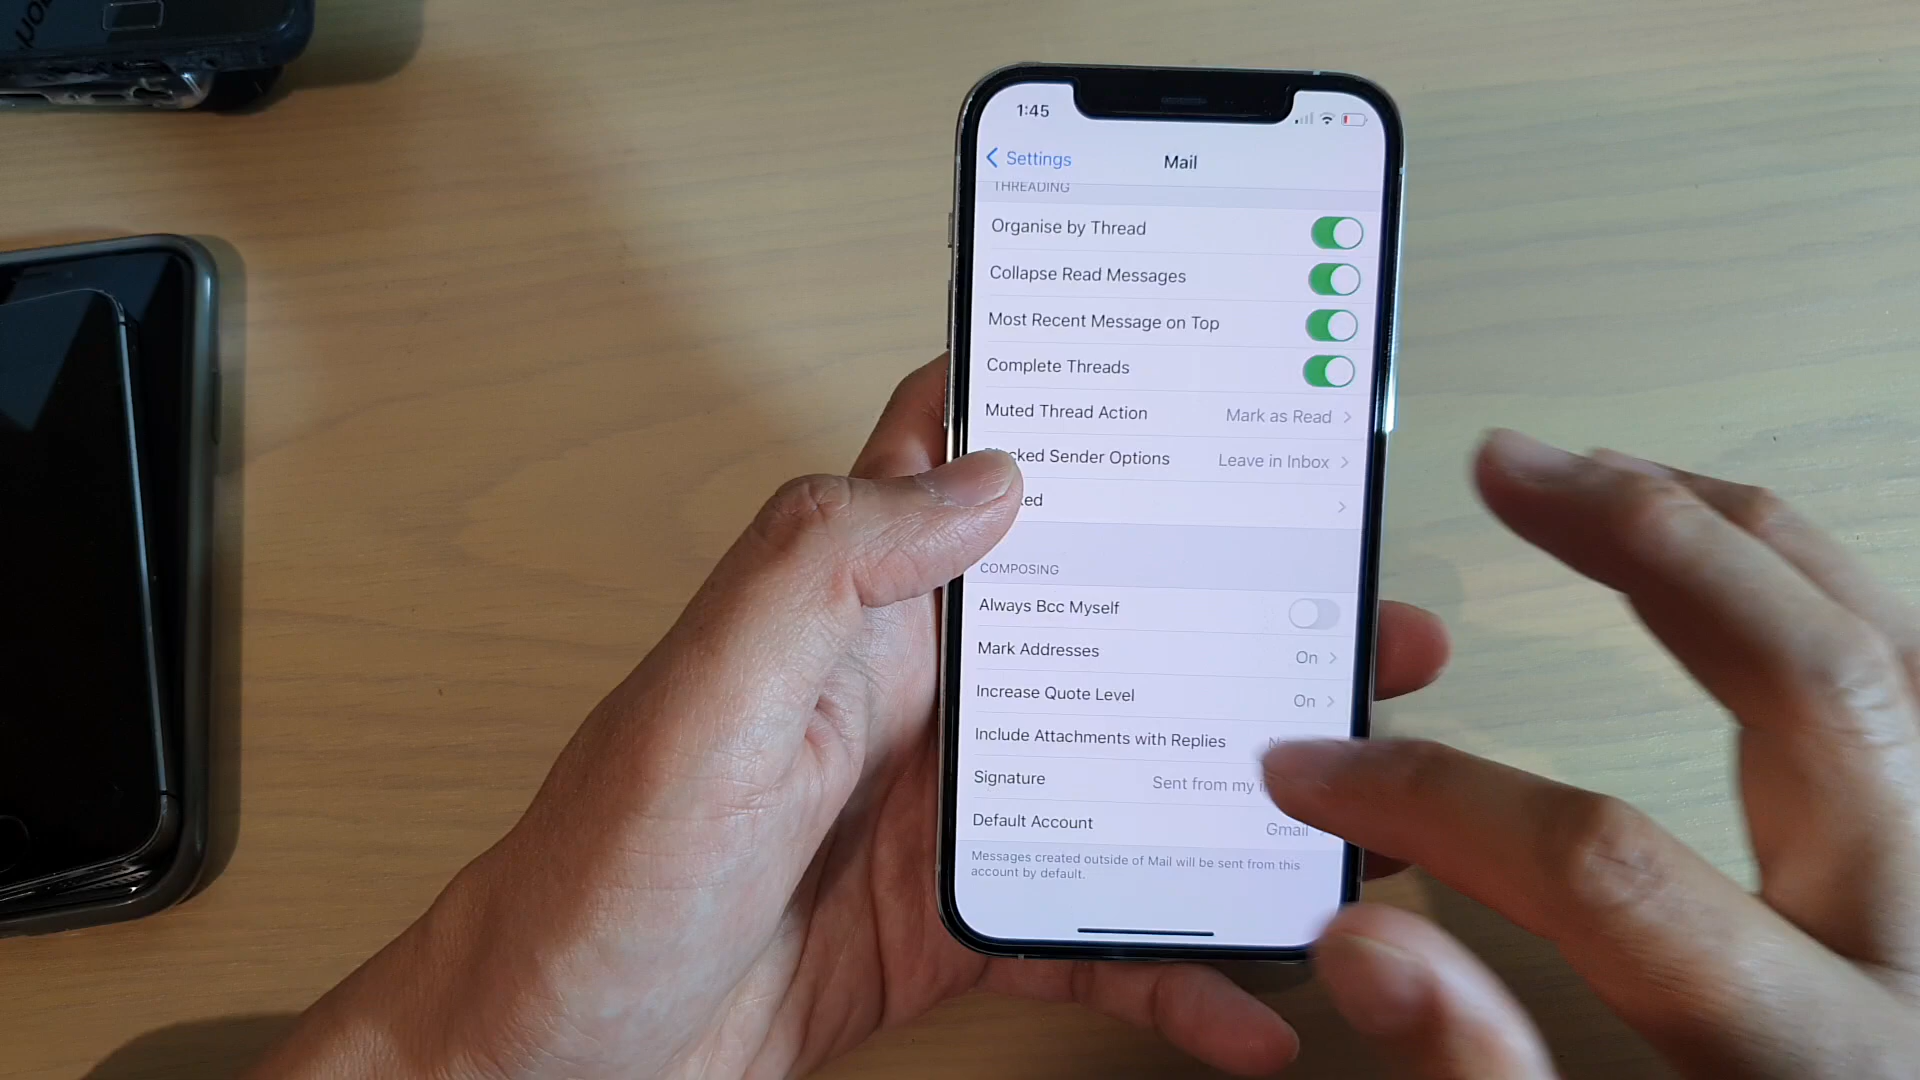 1:45
Settings
Mail
THREADING
Organise by Thread
Collapse Read Messages
Most Recent Message on Top
Complete Threads
Muted Thread Action Mark as Read
Sender Options Leave in Inbox
COMPOSING
Always Bcc Myself
Mark Addresses On
Increase Quote Level On
Include Attachments with Replies
Signature Sent from my
Default Account Gmail
Messages created outside of Mail will be sent from this
account by default.